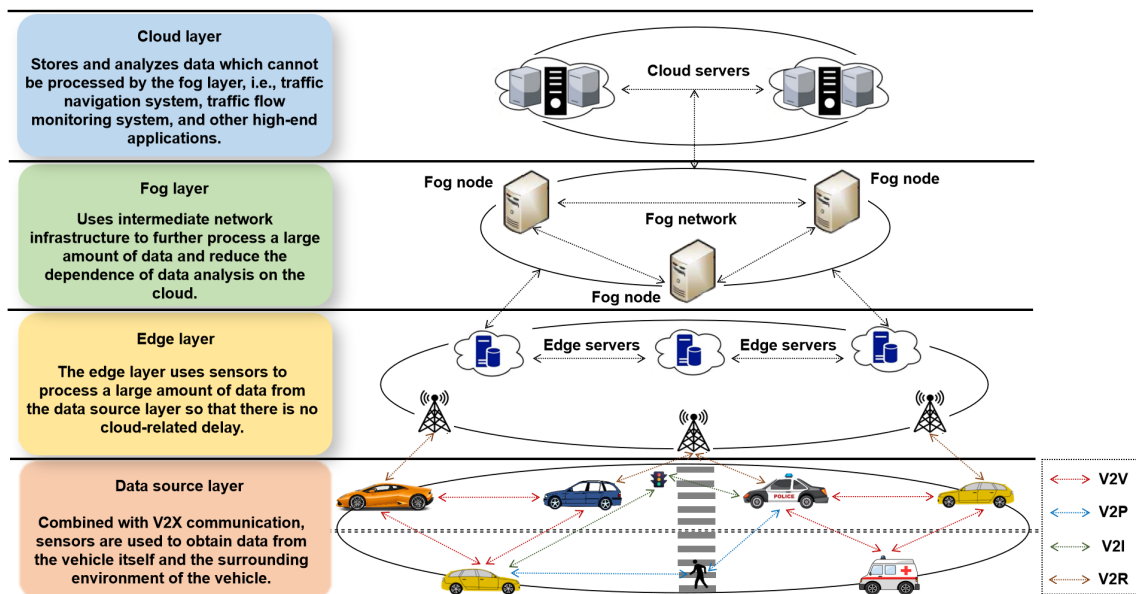 Cloud layer
Stores and analyzes data which cannot
be processed by the fog layer, i.e., traffic
navigation system, traffic flow
monitoring system, and other high-end
applications.
Cloud servers
Fog layer
Uses intermediate network
infrastructure to further process a large
amount of data and reduce the
dependence of data analysis on the
cloud.
Fog node
Fog node
Fog network
Fog node
Edge layer
The edge layer uses sensors to
process a large amount of data from
the data source layer so that there is no
cloud-related delay.
Edge servers
Edge servers
Data source layer
Combined with V2X communication,
sensors are used to obtain data from
the vehicle itself and the surrounding
environment of the vehicle.
POLICE
V2V
V2P
V2I
V2R